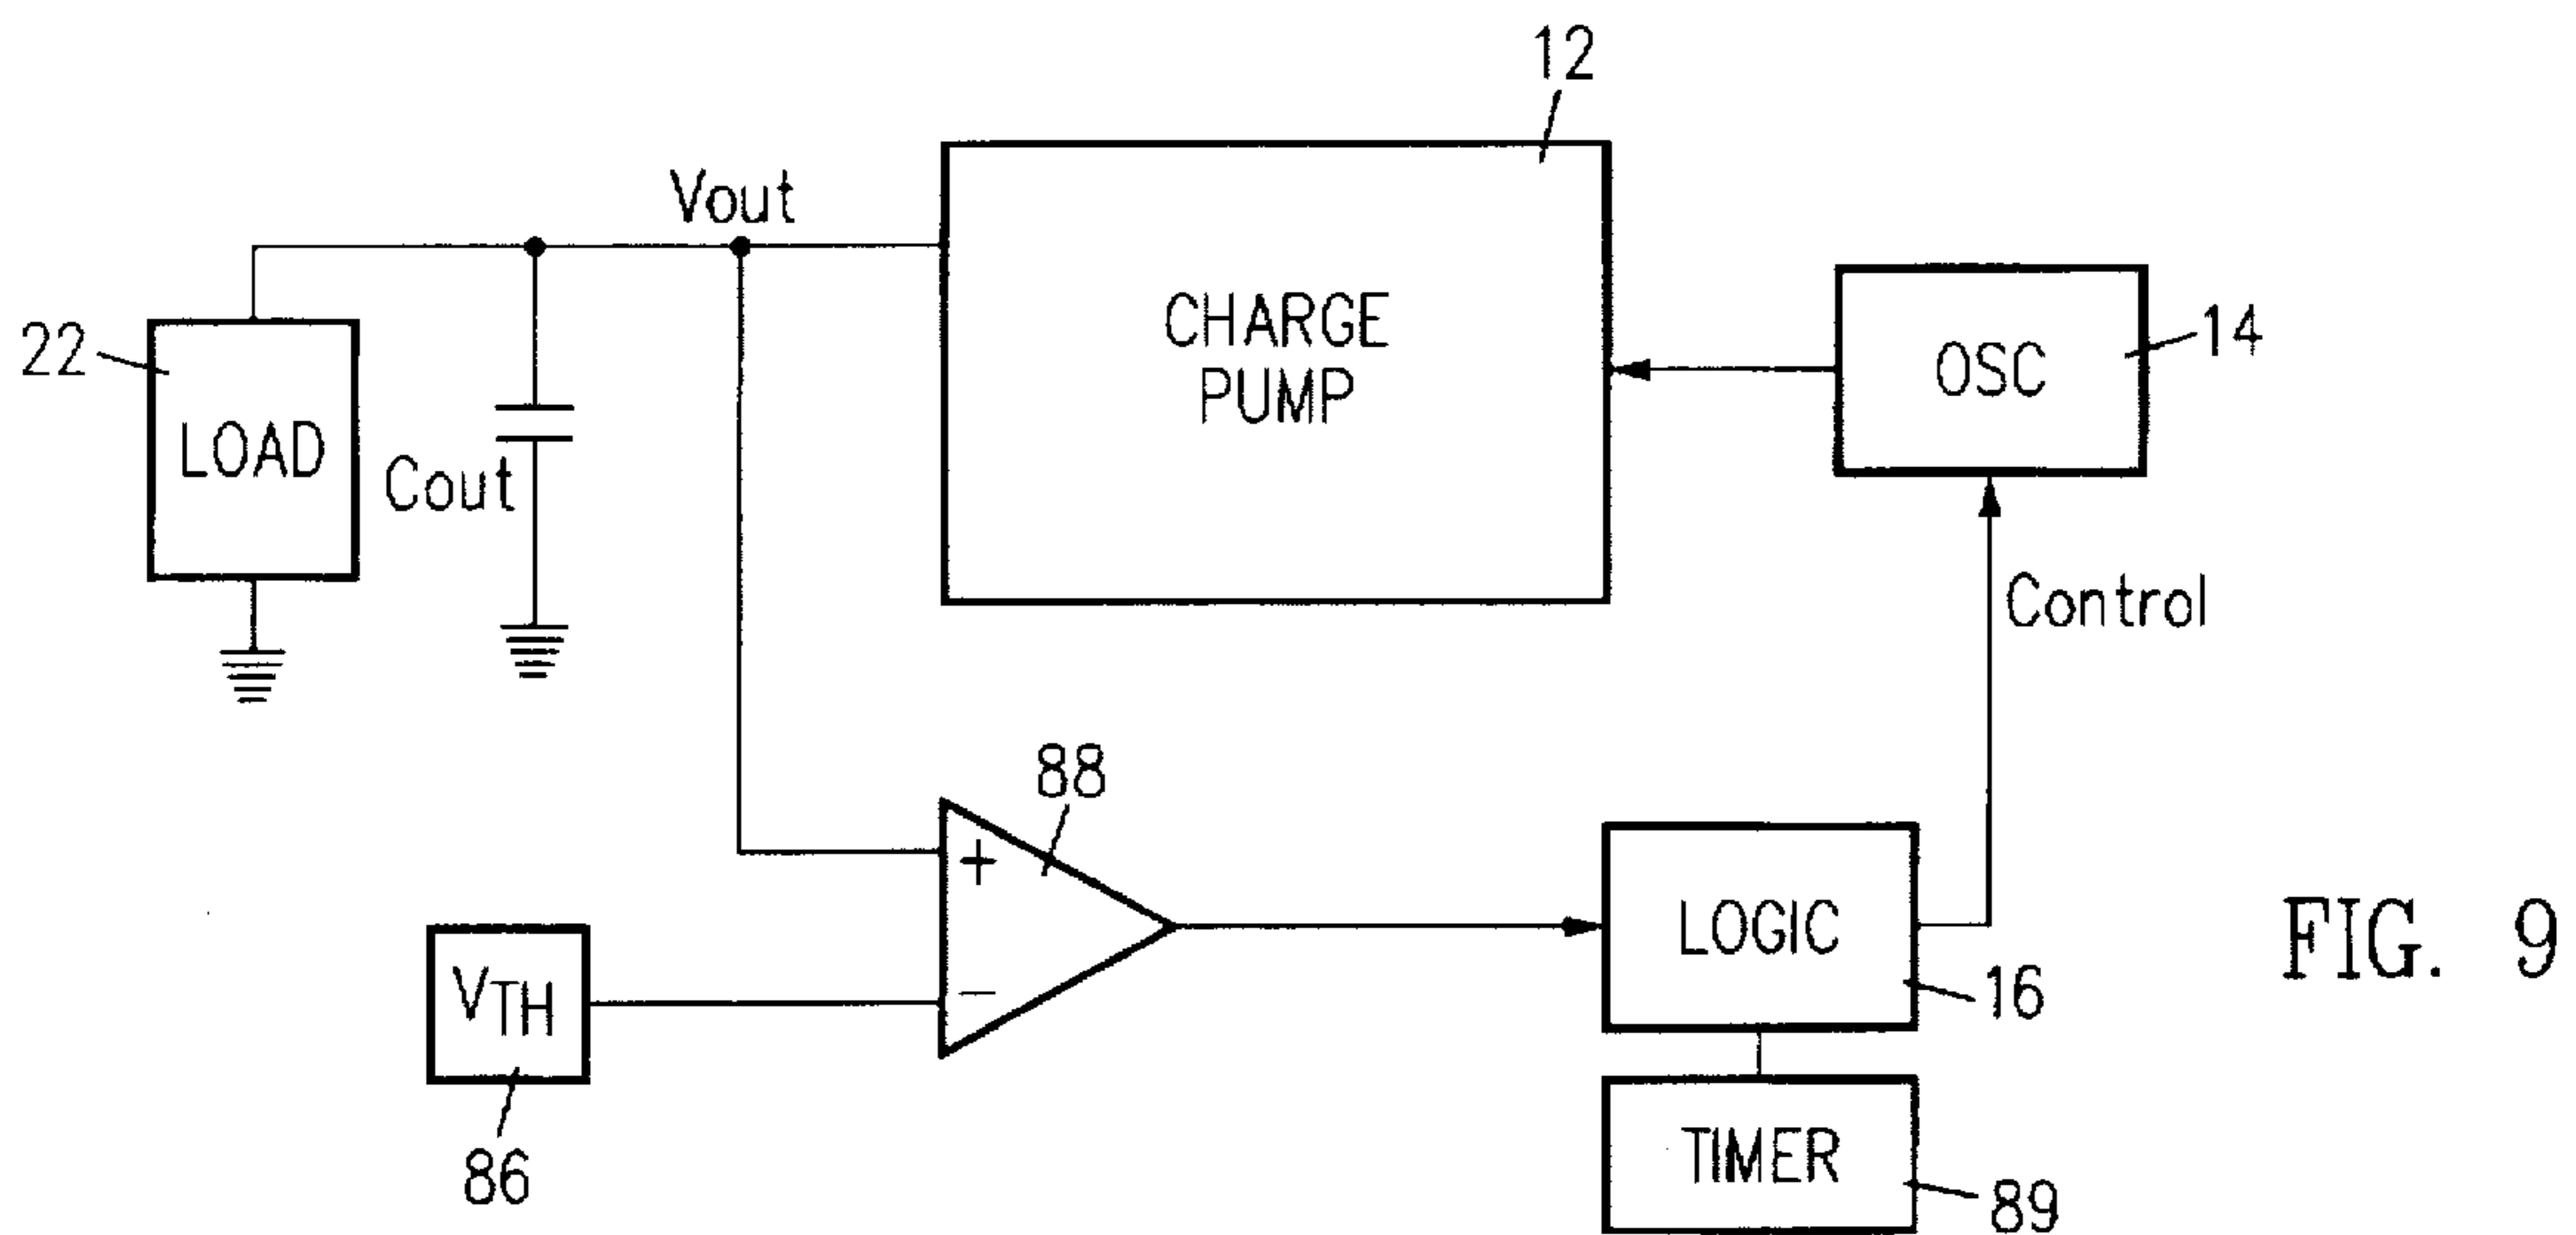 12
Vout
CHARGE
PUMP
OSC
14
22
LOAD
Cout
Control
88
+
−
VTH
86
LOGIC
16
TIMER
89
FIG. 9